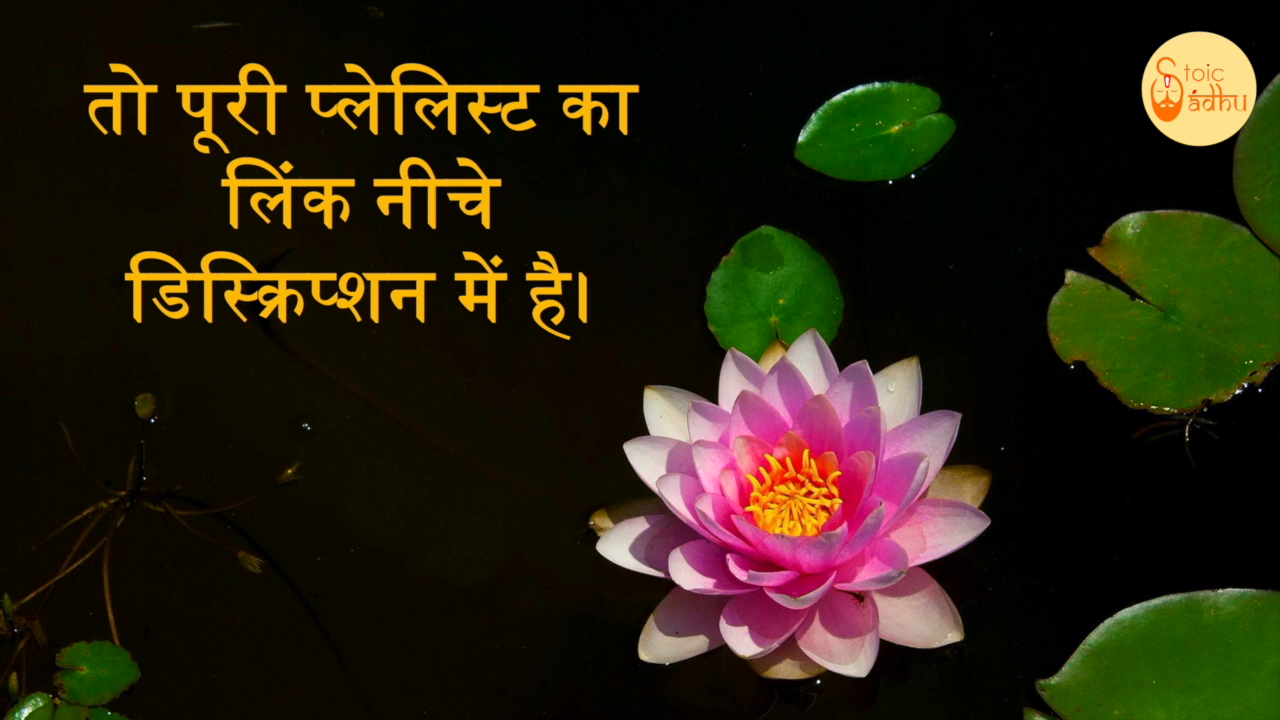 तो पूरी प्लेलिस्ट का
लिंक नीचे
डिस्क्रिप्शन में है।
Stoic
Sadhu